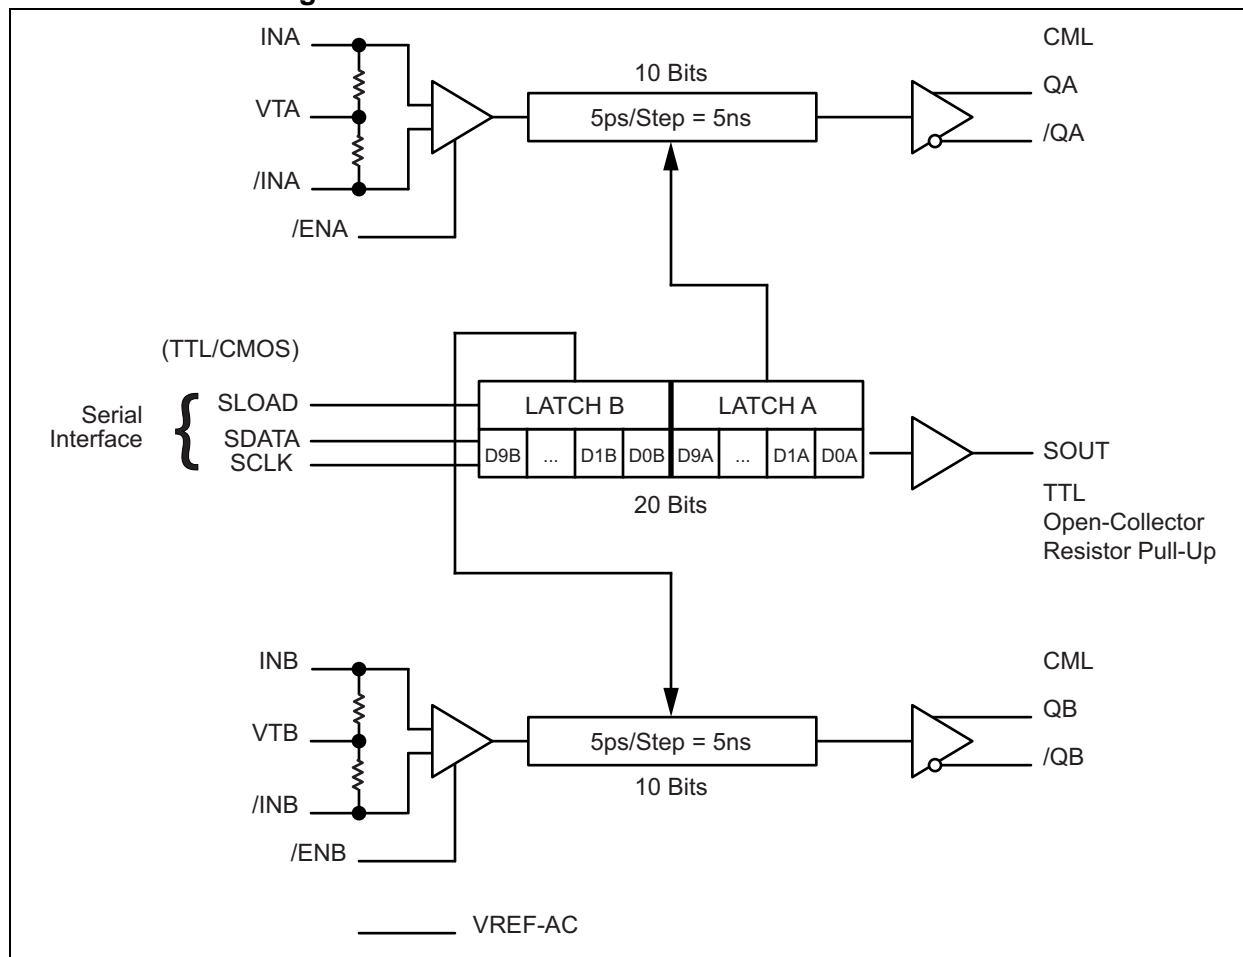 INA
VTA
/INA
/ENA
10 Bits
5ps/Step = 5ns
CML
QA
/QA
(TTL/CMOS)
Serial
Interface
{
SLOAD
SDATA
SCLK
LATCH B
LATCH A
D9B ... D1B D0B D9A ... D1A D0A
20 Bits
SOUT
TTL
Open-Collector
Resistor Pull-Up
INB
VTB
/INB
/ENB
5ps/Step = 5ns
10 Bits
CML
QB
/QB
VREF-AC